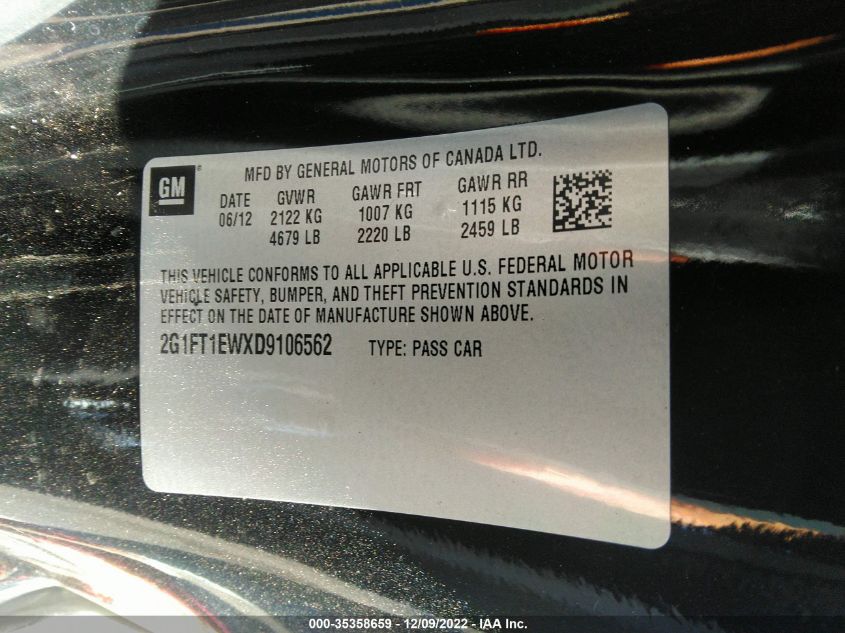 GM®
MFD BY GENERAL MOTORS OF CANADA LTD.
DATE GVWR GAWR FRT GAWR RR
06/12 2122 KG 1007 KG 1115 KG
4679 LB 2220 LB 2459 LB
THIS VEHICLE CONFORMS TO ALL APPLICABLE U.S. FEDERAL MOTOR
VEHICLE SAFETY, BUMPER, AND THEFT PREVENTION STANDARDS IN
EFFECT ON THE DATE OF MANUFACTURE SHOWN ABOVE.
2G1FT1EWXD9106562 TYPE: PASS CAR
000-35358659 - 12/09/2022 - IAA Inc.